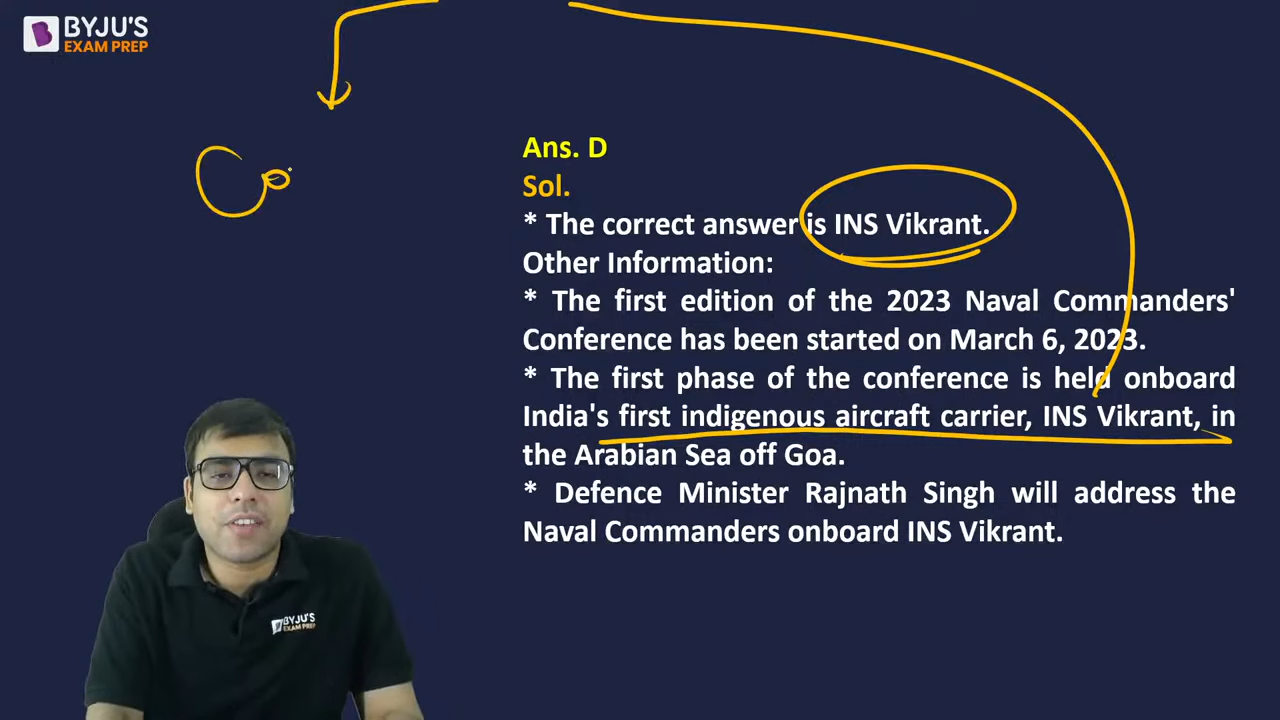 BYJU'S
EXAM PREP
Co
Ans. D
Sol.
* The correct answer is INS Vikrant.
Other Information:
* The first edition of the 2023 Naval Commanders'
Conference has been started on March 6, 2023.
* The first phase of the conference is held onboard
India's first indigenous aircraft carrier, INS Vikrant, in
the Arabian Sea off Goa.
* Defence Minister Rajnath Singh will address the
Naval Commanders onboard INS Vikrant.
BYJU'S
EXAM PREP